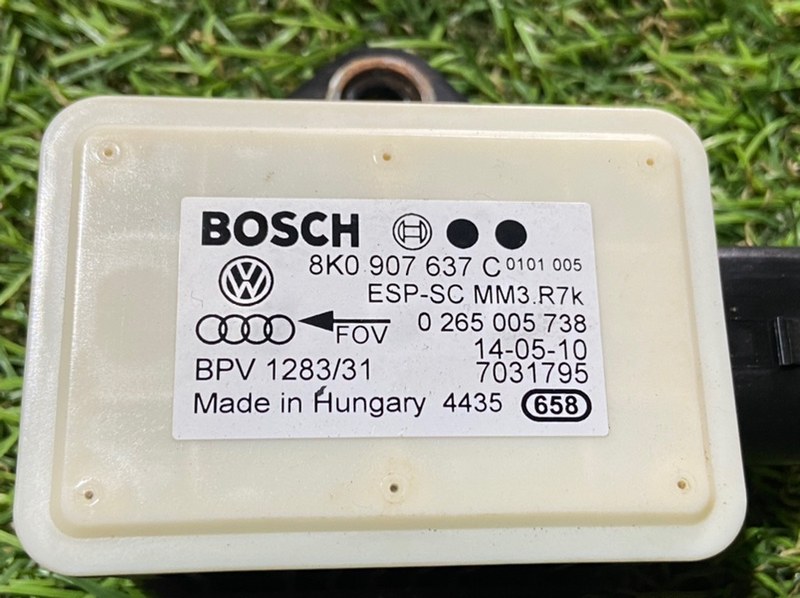 BOSCH
8K0 907 637 C 0101 005
ESP-SC MM3.R7k
FOV 0 265 005 738
14-05-10
BPV 1283/31 7031795
Made in Hungary 4435 658